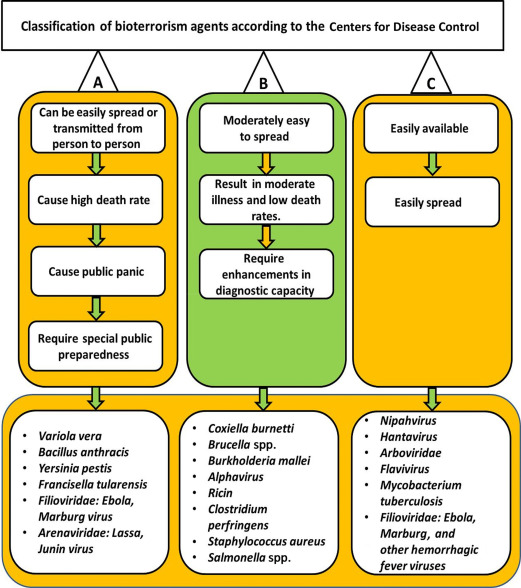 Classification of bioterrorism agents according to the Centers for Disease Control
A
Can be easily spread or
transmitted from
person to person
Cause high death rate
Cause public panic
Require special public
preparedness
• Variola vera
• Bacillus anthracis
• Yersinia pestis
• Francisella tularensis
• Filioviridae: Ebola,
Marburg virus
• Arenaviridae: Lassa,
Junin virus
B
Moderately easy
to spread
Result in moderate
illness and low death
rates.
Require
enhancements in
diagnostic capacity
• Coxiella burnetti
• Brucella spp.
• Burkholderia mallei
• Alphavirus
• Ricin
• Clostridium
perfringens
• Staphylococcus aureus
• Salmonella spp.
C
Easily available
Easily spread
• Nipahvirus
• Hantavirus
• Arboviridae
• Flavivirus
• Mycobacterium
tuberculosis
• Filioviridae: Ebola,
Marburg, and
other hemorrhagic
fever viruses